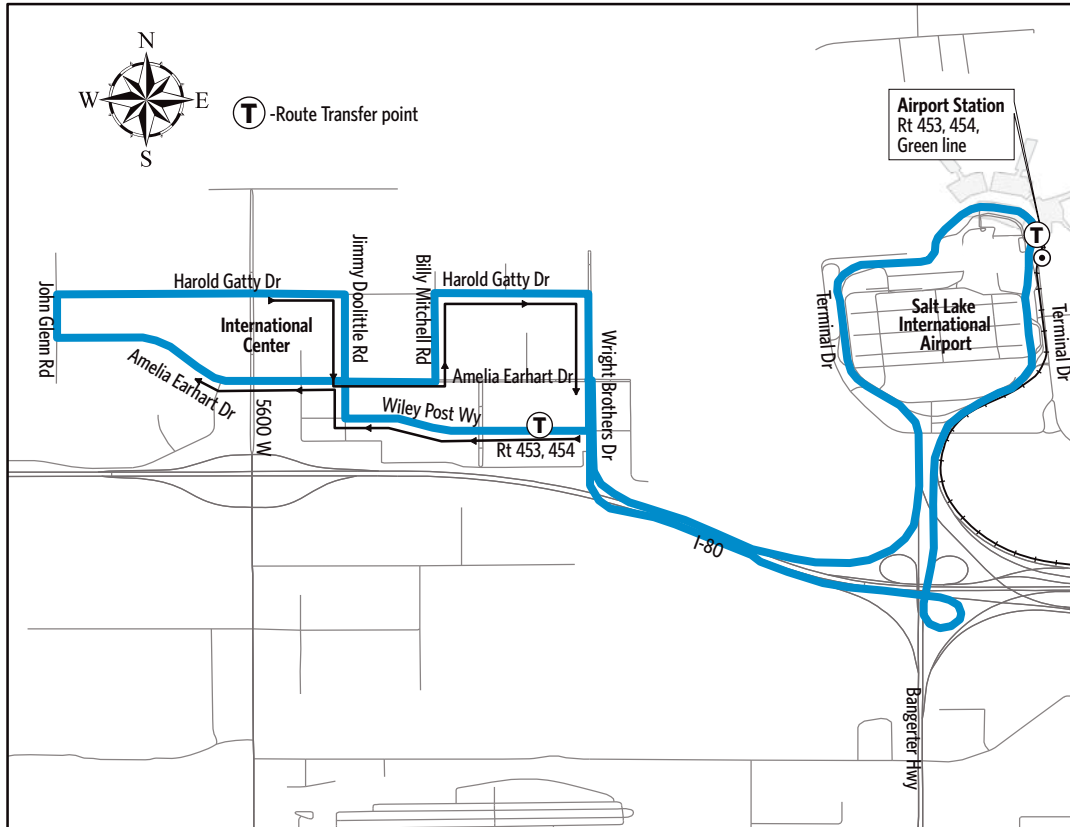 N
W
E
S
T
-Route Transfer point
Airport Station
Rt 453, 454,
Green line
T
Harold Gatty Dr
Jimmy Doolittle Rd
Billy Mitchell Rd
Harold Gatty Dr
John Glenn Rd
International
Center
Terminal Dr
Salt Lake
International
Airport
Terminal Dr
Amelia Earhart Dr
Amelia Earhart Dr
Wright Brothers Dr
5600 W
Wiley Post Wy
T
Rt 453, 454
I-80
Bangerter Hwy